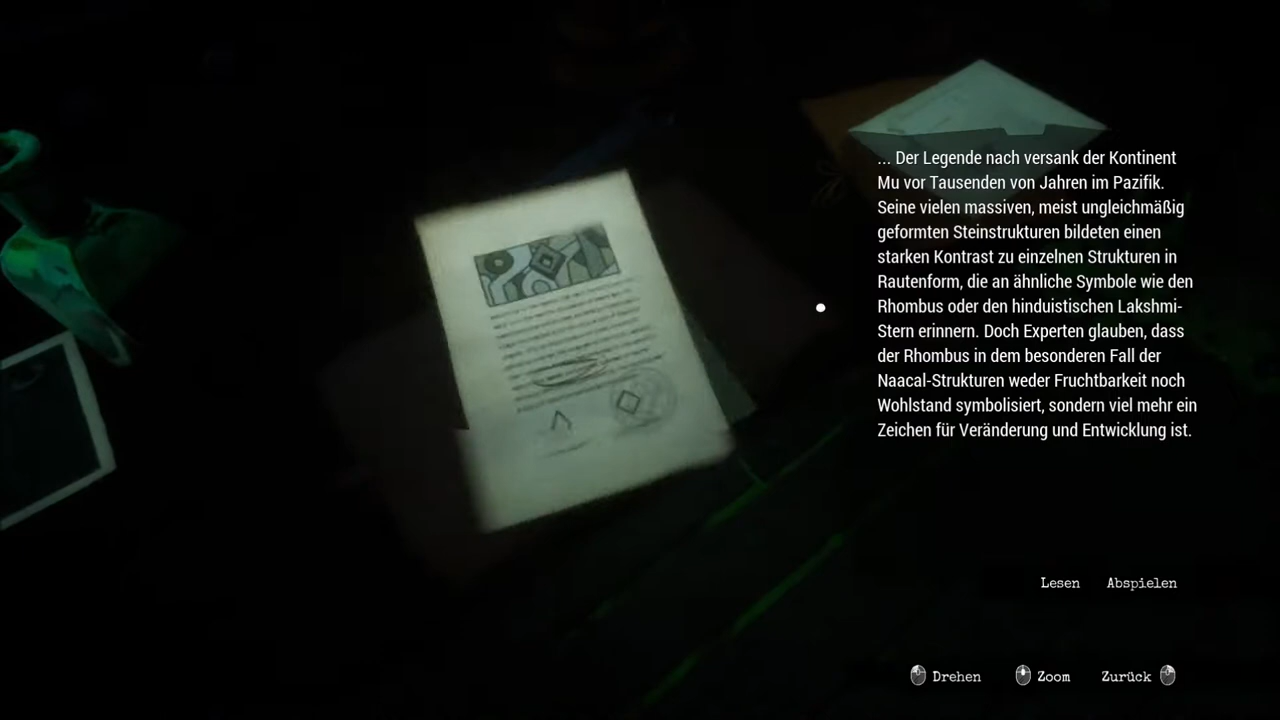 ... Der Legende nach versank der Kontinent
Mu vor Tausenden von Jahren im Pazifik.
Seine vielen massiven, meist ungleichmäßig
geformten Steinstrukturen bildeten einen
starken Kontrast zu einzelnen Strukturen in
Rautenform, die an ähnliche Symbole wie den
Rhombus oder den hinduistischen Lakshmi-
Stern erinnern. Doch Experten glauben, dass
der Rhombus in dem besonderen Fall der
Naacal-Strukturen weder Fruchtbarkeit noch
Wohlstand symbolisiert, sondern viel mehr ein
Zeichen für Veränderung und Entwicklung ist.
Lesen Abspielen
Drehen Zoom Zurück